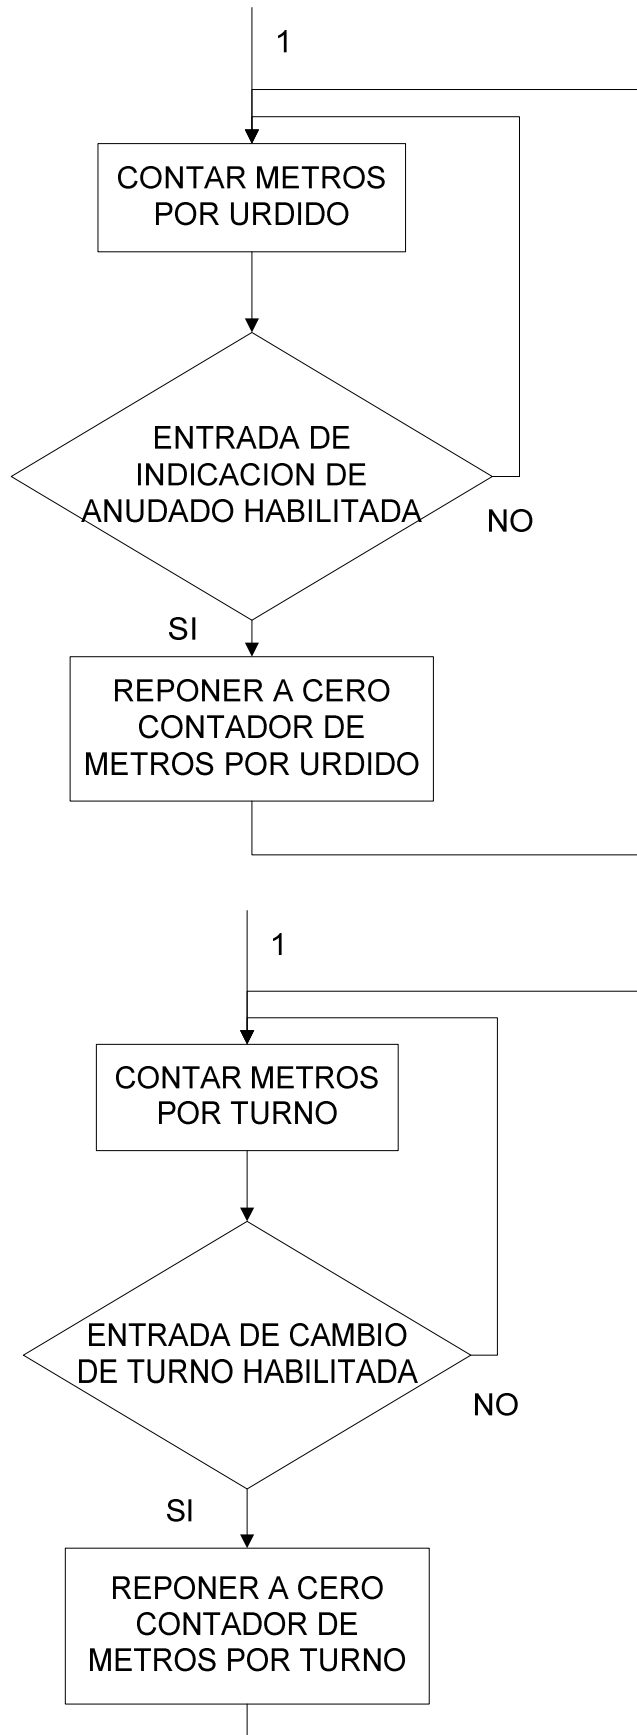 1
CONTAR METROS
POR URDIDO
ENTRADA DE
INDICACION DE
ANUDADO HABILITADA
NO
SI
REPONER A CERO
CONTADOR DE
METROS POR URDIDO
1
CONTAR METROS
POR TURNO
ENTRADA DE CAMBIO
DE TURNO HABILITADA
NO
SI
REPONER A CERO
CONTADOR DE
METROS POR TURNO